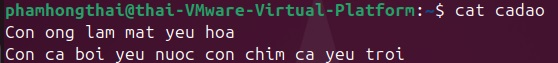 phamhongthai@thai-VMware-Virtual-Platform:~$ cat cadao
Con ong lam mat yeu hoa
Con ca boi yeu nuoc con chim ca yeu troi